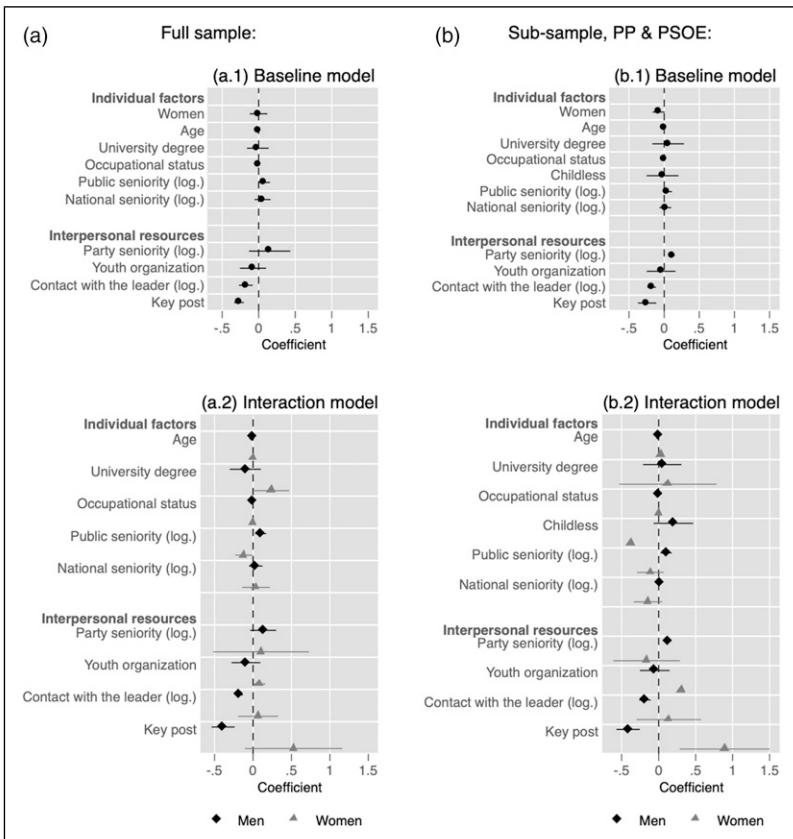 (a) Full sample:
(a.1) Baseline model
Individual factors
Women
Age
University degree
Occupational status
Public seniority (log.)
National seniority (log.)
Interpersonal resources
Party seniority (log.)
Youth organization
Contact with the leader (log.)
Key post
-.5 0 .5 1 1.5
Coefficient
(b) Sub-sample, PP & PSOE:
(b.1) Baseline model
Individual factors
Women
Age
University degree
Occupational status
Childless
Public seniority (log.)
National seniority (log.)
Interpersonal resources
Party seniority (log.)
Youth organization
Contact with the leader (log.)
Key post
-.5 0 .5 1 1.5
Coefficient
(a.2) Interaction model
Individual factors
Age
University degree
Occupational status
Public seniority (log.)
National seniority (log.)
Interpersonal resources
Party seniority (log.)
Youth organization
Contact with the leader (log.)
Key post
-.5 0 .5 1 1.5
Coefficient
Men Women
(b.2) Interaction model
Individual factors
Age
University degree
Occupational status
Childless
Public seniority (log.)
National seniority (log.)
Interpersonal resources
Party seniority (log.)
Youth organization
Contact with the leader (log.)
Key post
-.5 0 .5 1 1.5
Coefficient
Men Women